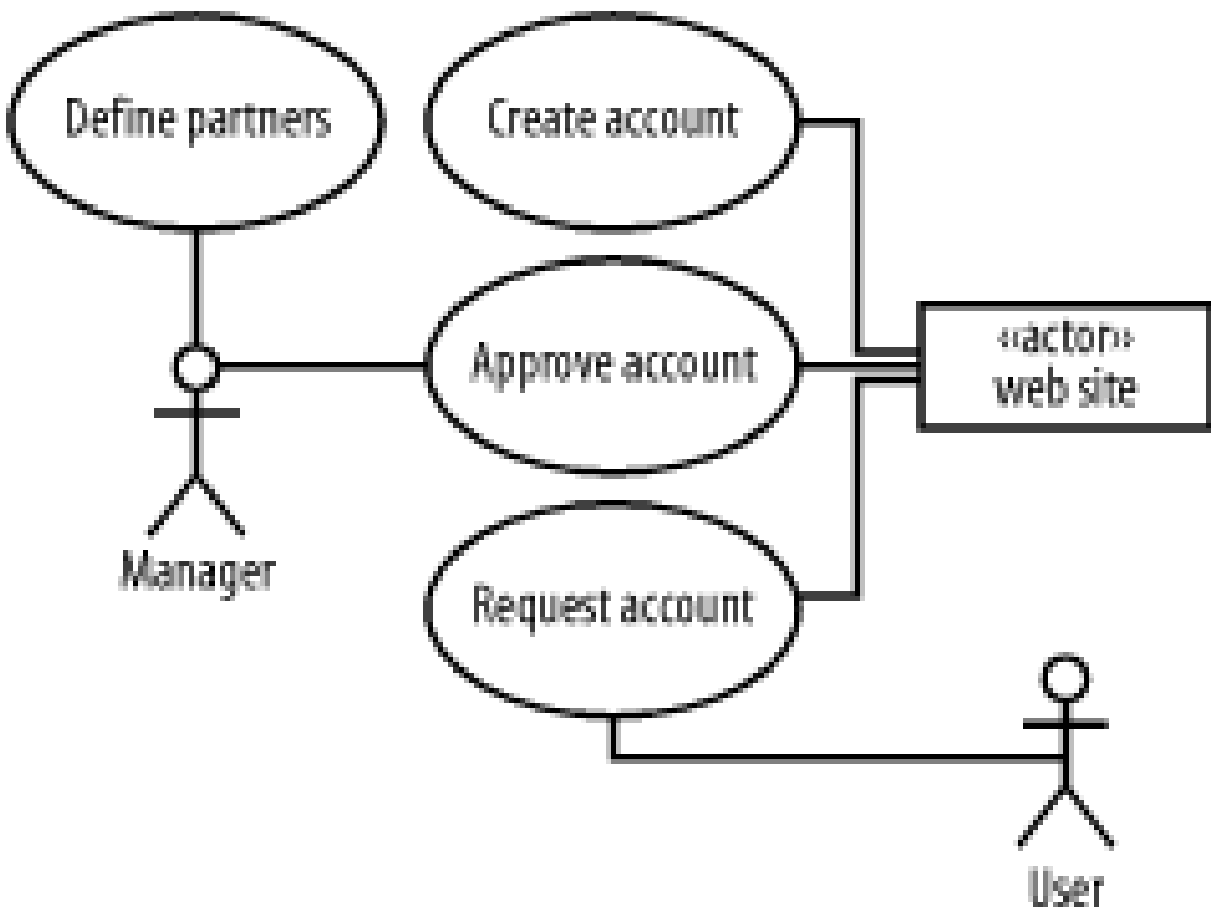 Define partners
Create account
Approve account
«actor»
web site
Manager
Request account
User